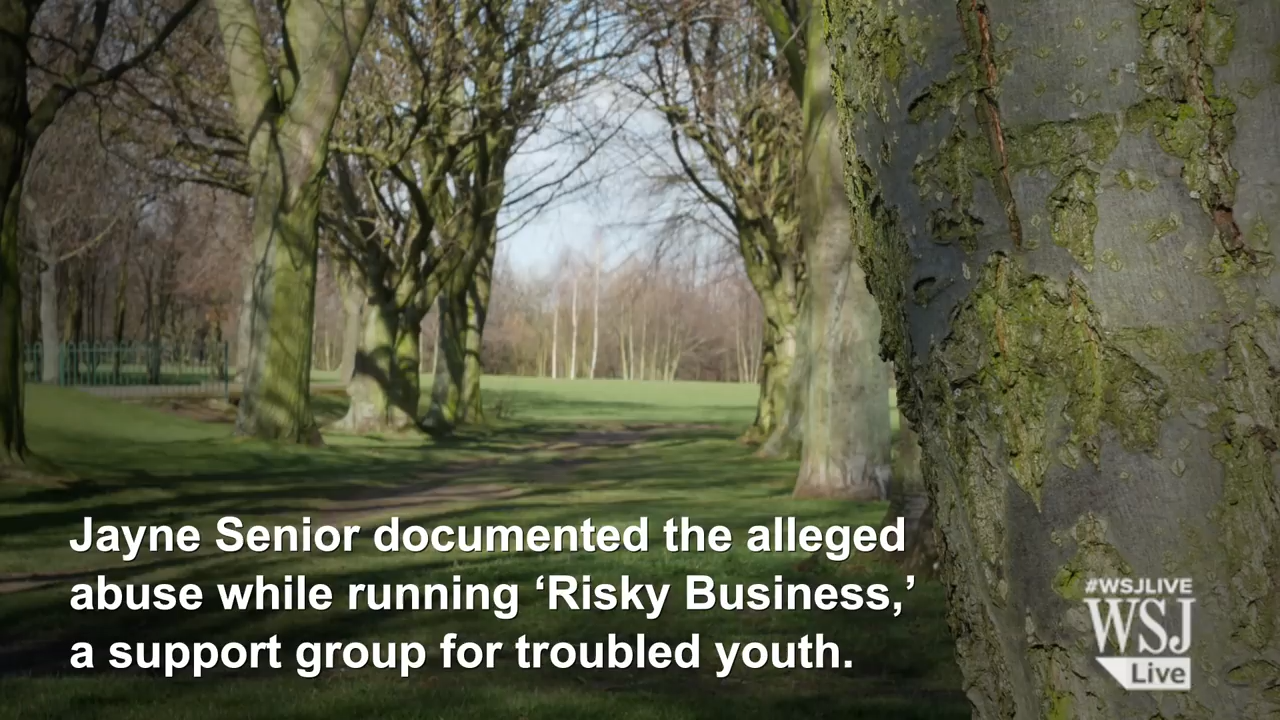 Jayne Senior documented the alleged
abuse while running ‘Risky Business,’
a support group for troubled youth.
#WSJLIVE
WSJ
Live